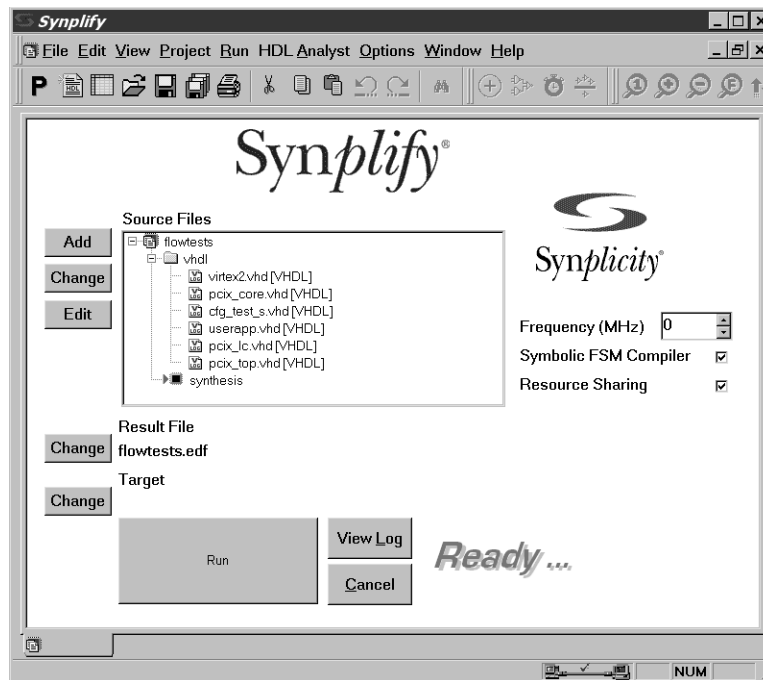 Synplify
File Edit View Project Run HDL Analyst Options Window Help
P
Synplify®
Source Files
Add
Change
Edit
flowtests
vhdl
virtex2.vhd [VHDL]
pcix_core.vhd [VHDL]
cfg_test_s.vhd [VHDL]
userapp.vhd [VHDL]
pcix_lc.vhd [VHDL]
pcix_top.vhd [VHDL]
synthesis
Synplicity®
Frequency (MHz) 0
Symbolic FSM Compiler
Resource Sharing
Result File
Change
flowtests.edf
Target
Change
Run
View Log
Cancel
Ready ...
NUM